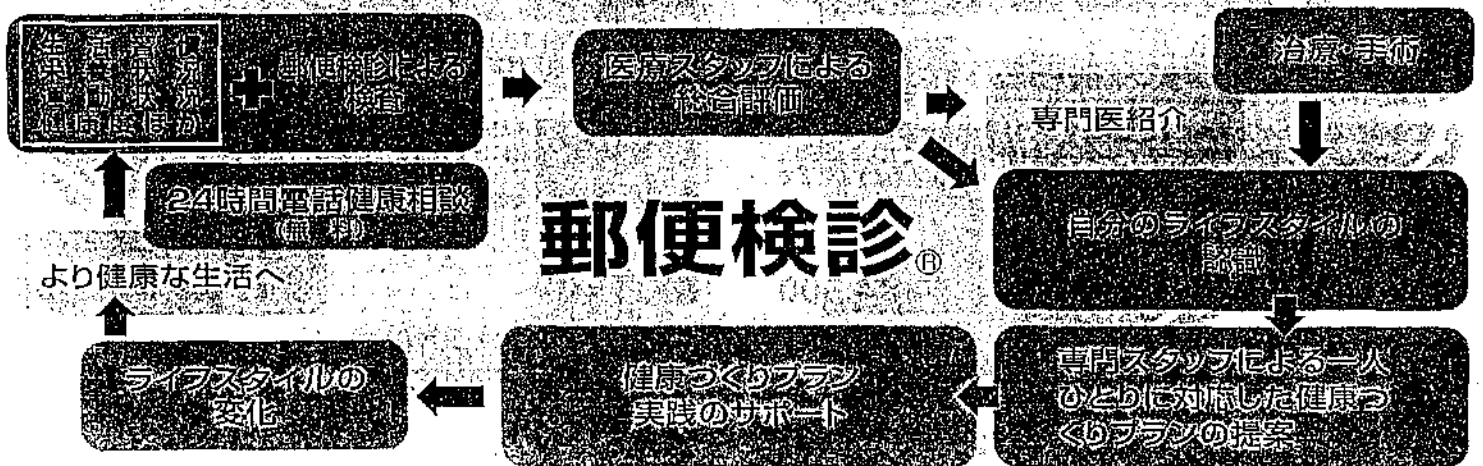 生活習慣
栄養状況
運動状況
健康度ほか
郵便検診による
検査
医療スタッフによる
総合評価
治療・手術
専門医紹介
24時間電話健康相談
(無 料)
郵便検診®
自分のライフスタイルの
認識
より健康な生活へ
ライフスタイルの
変化
健康づくりプラン
実践のサポート
専門スタッフによる一人
ひとりに対応した健康づ
くりプランの提案